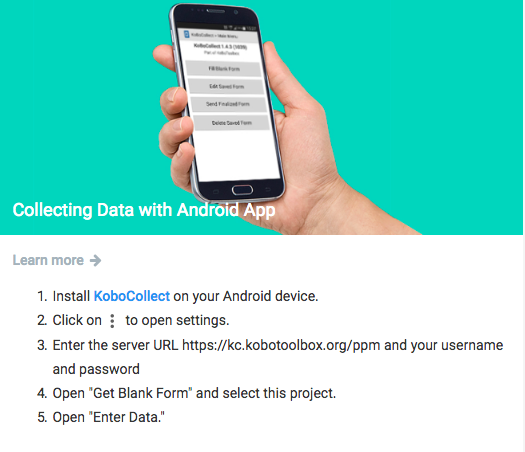 KoboCollect > Main Menu
KoBoCollect 1.4.3 (1039)
Part of KoBoToolbox
Fill Blank Form
Edit Saved Form
Send Finalized Form
Delete Saved Form
Collecting Data with Android App
Learn more →
1. Install KoboCollect on your Android device.
2. Click on ⋮ to open settings.
3. Enter the server URL https://kc.kobotoolbox.org/ppm and your username
and password
4. Open "Get Blank Form" and select this project.
5. Open "Enter Data."